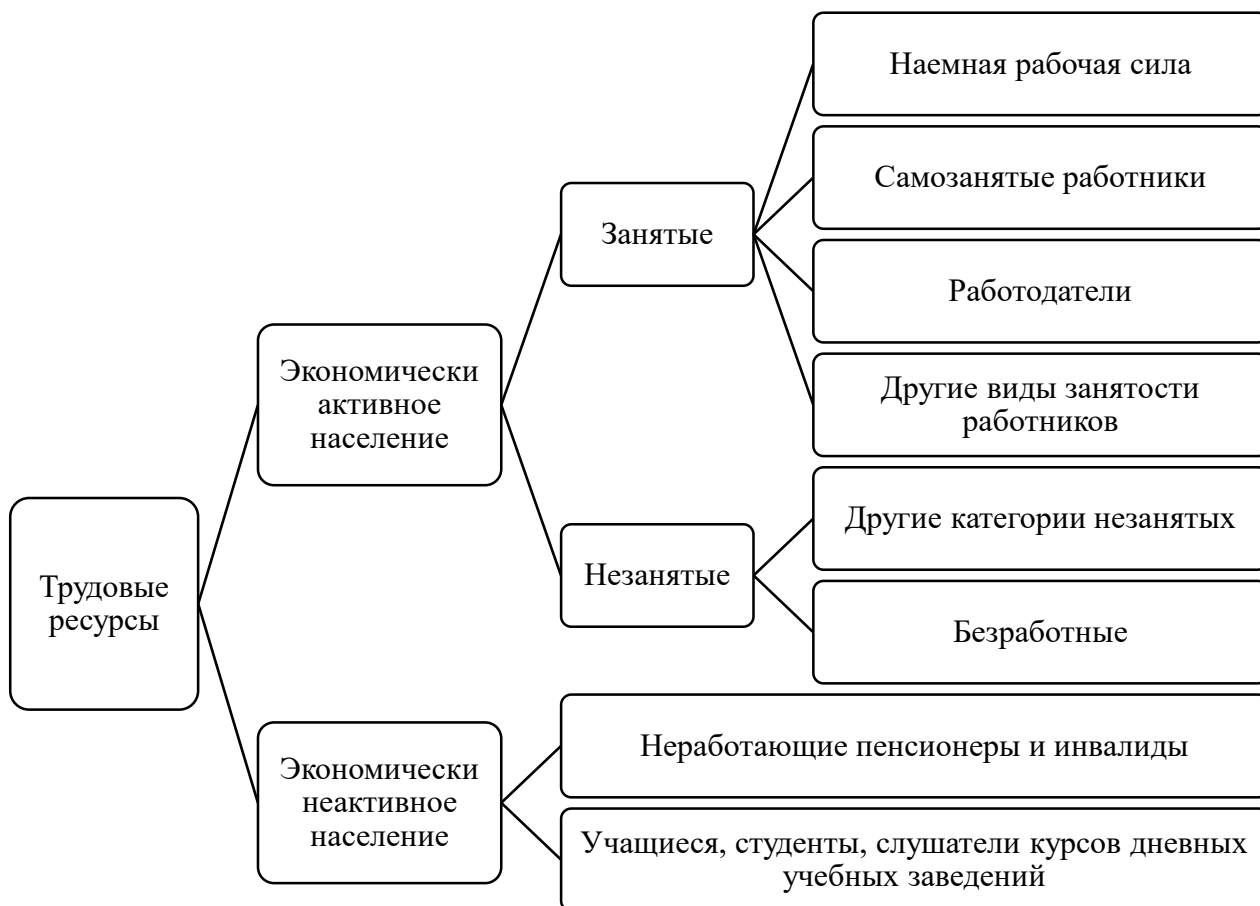 Наемная рабочая сила
Самозанятые работники
Занятые
Работодатели
Экономически
активное
население
Другие виды занятости
работников
Другие категории незанятых
Незанятые
Трудовые
ресурсы
Безработные
Неработающие пенсионеры и инвалиды
Экономически
неактивное
население
Учащиеся, студенты, слушатели курсов дневных
учебных заведений